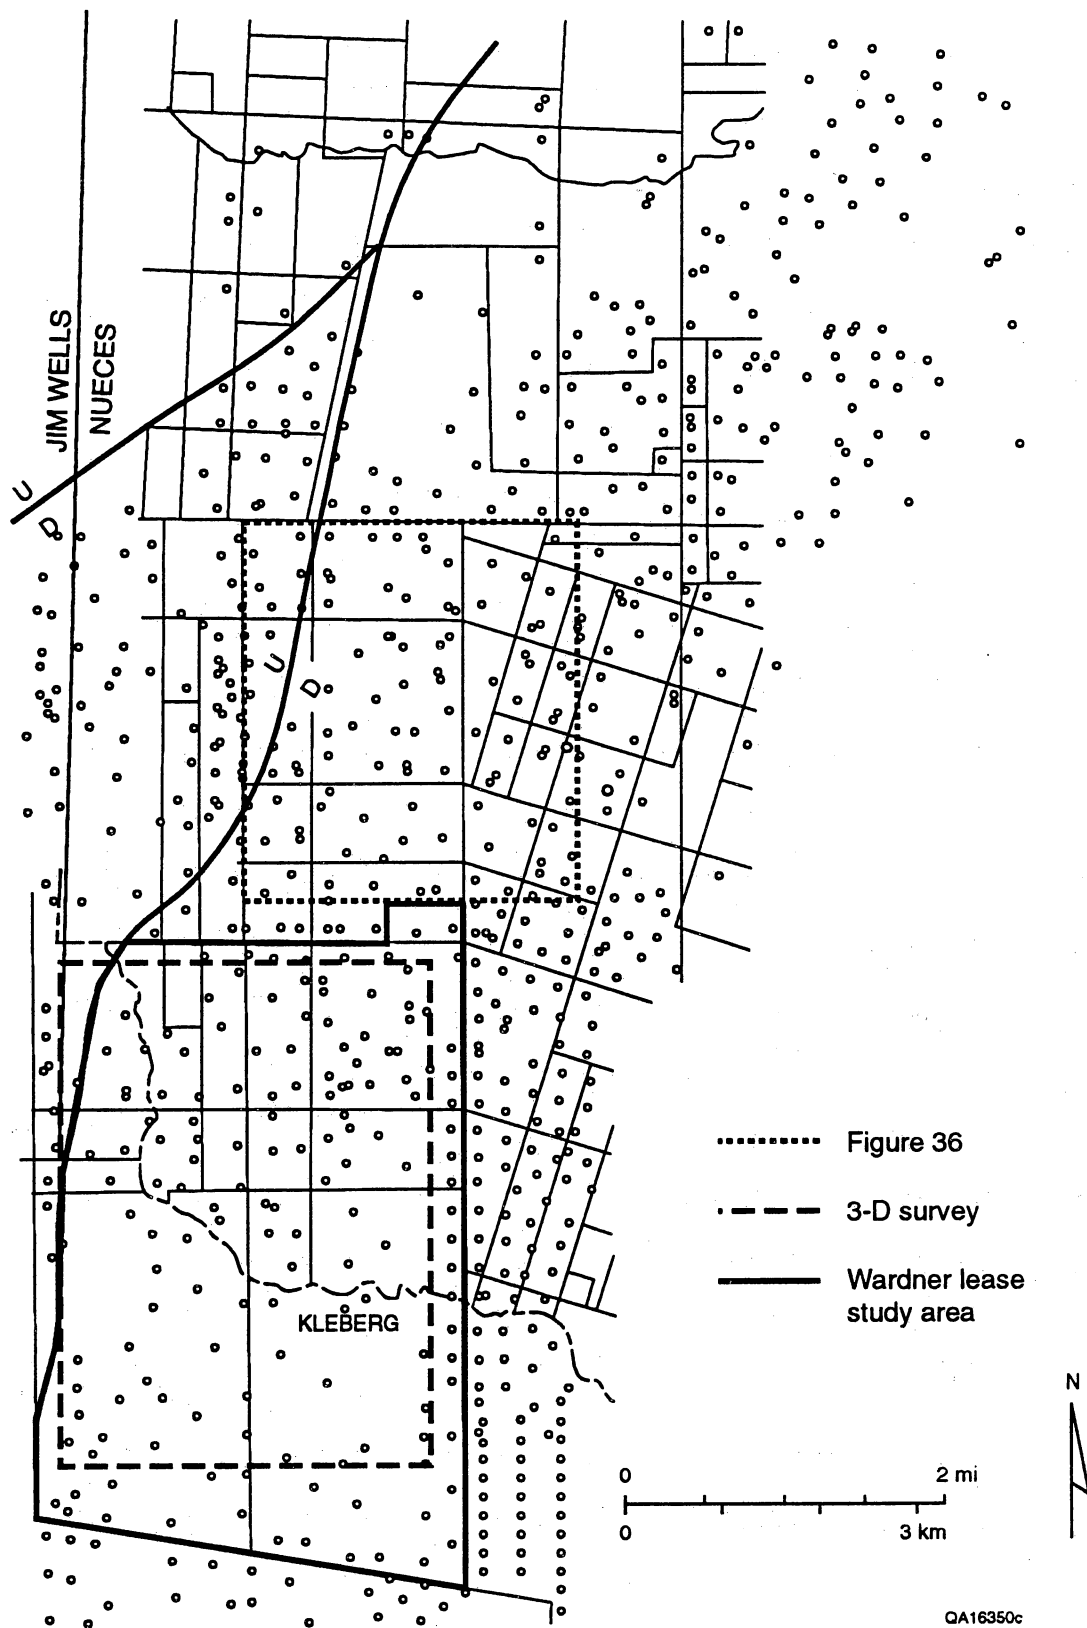 JIM WELLS
NUECES
U
D
U
D
Figure 36
3-D survey
Wardner lease
study area
KLEBERG
N
0 2 mi
0 3 km
QA16350c